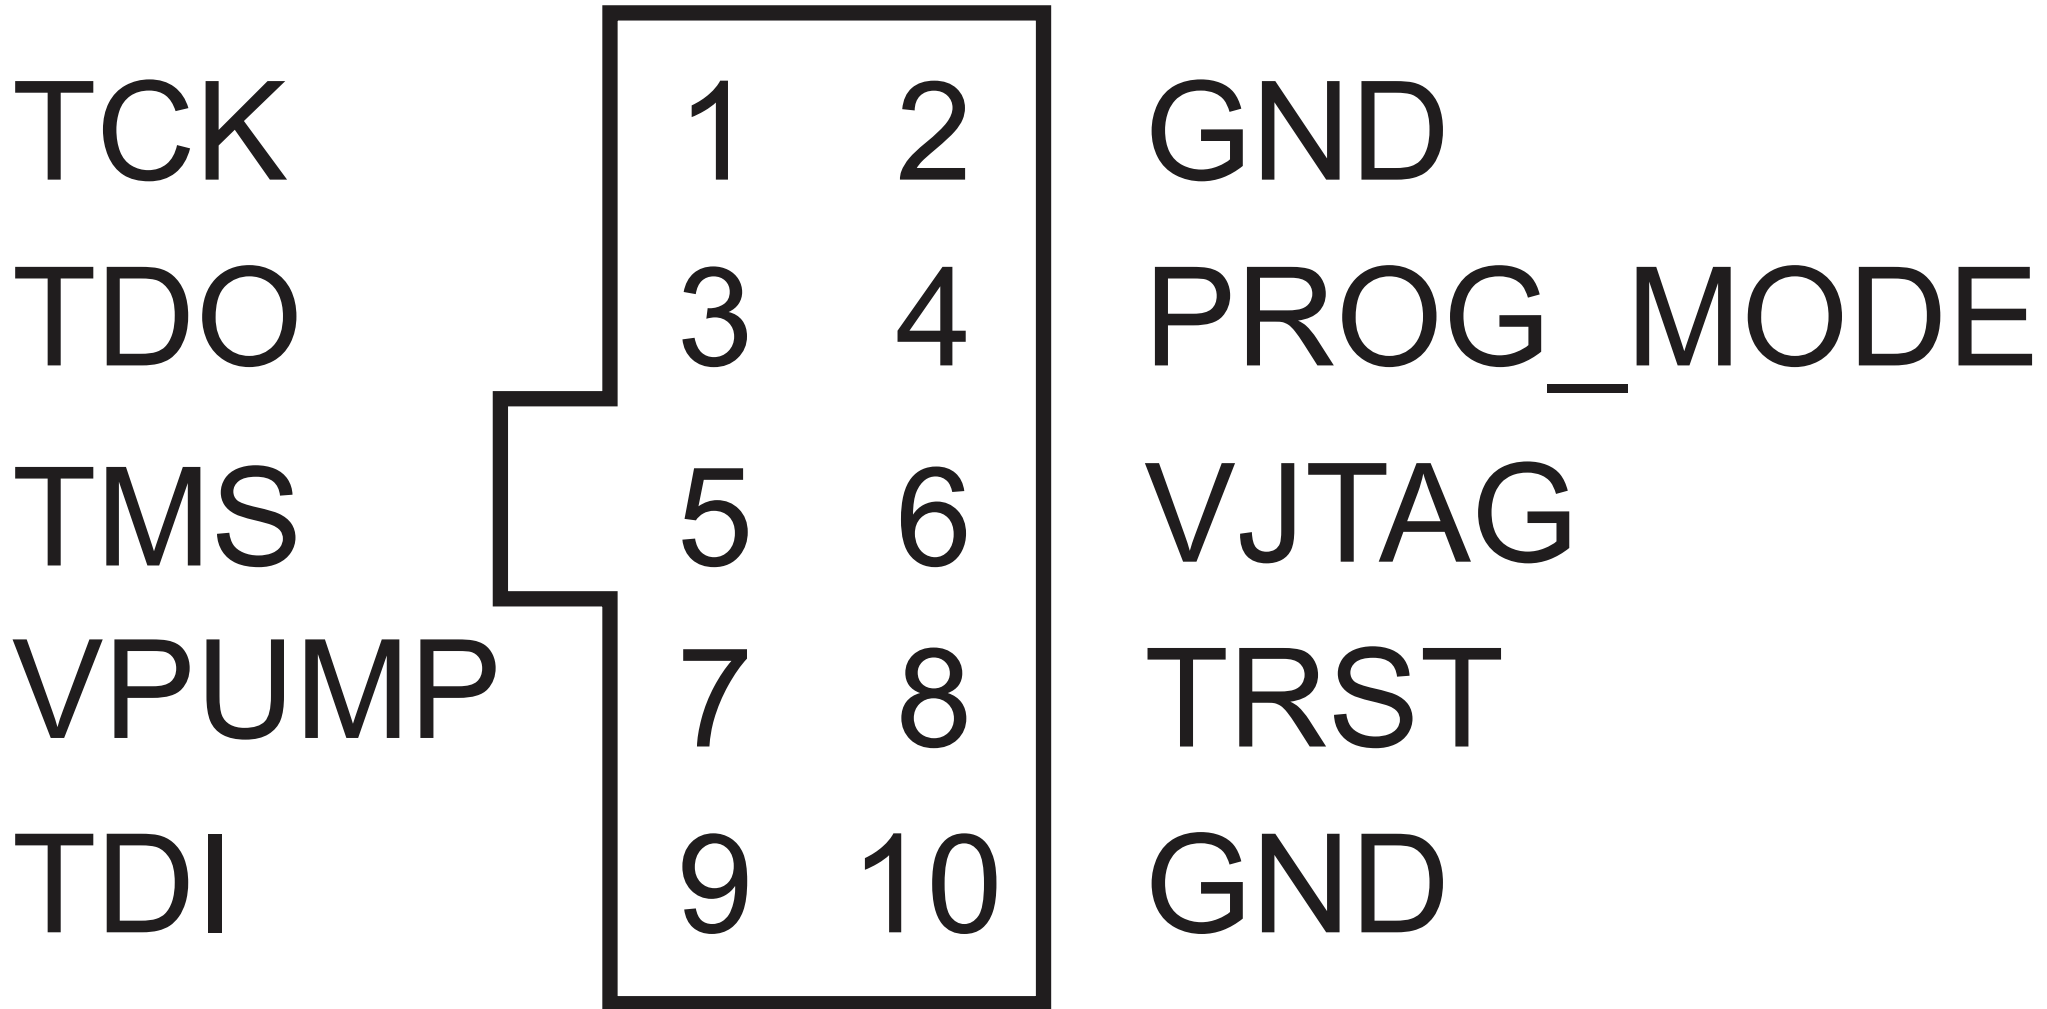 TCK 1 2 GND
TDO 3 4 PROG_MODE
TMS 5 6 VJTAG
VPUMP 7 8 TRST
TDI 9 10 GND